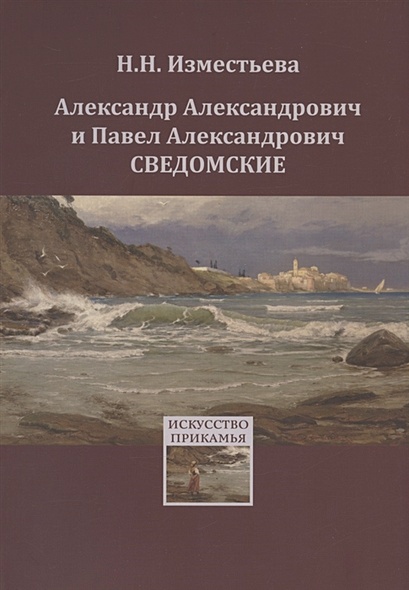 Н.Н. Изместьева
Александр Александрович
и Павел Александрович
СВЕДОМСКИЕ
ИСКУССТВО
ПРИКАМЬЯ